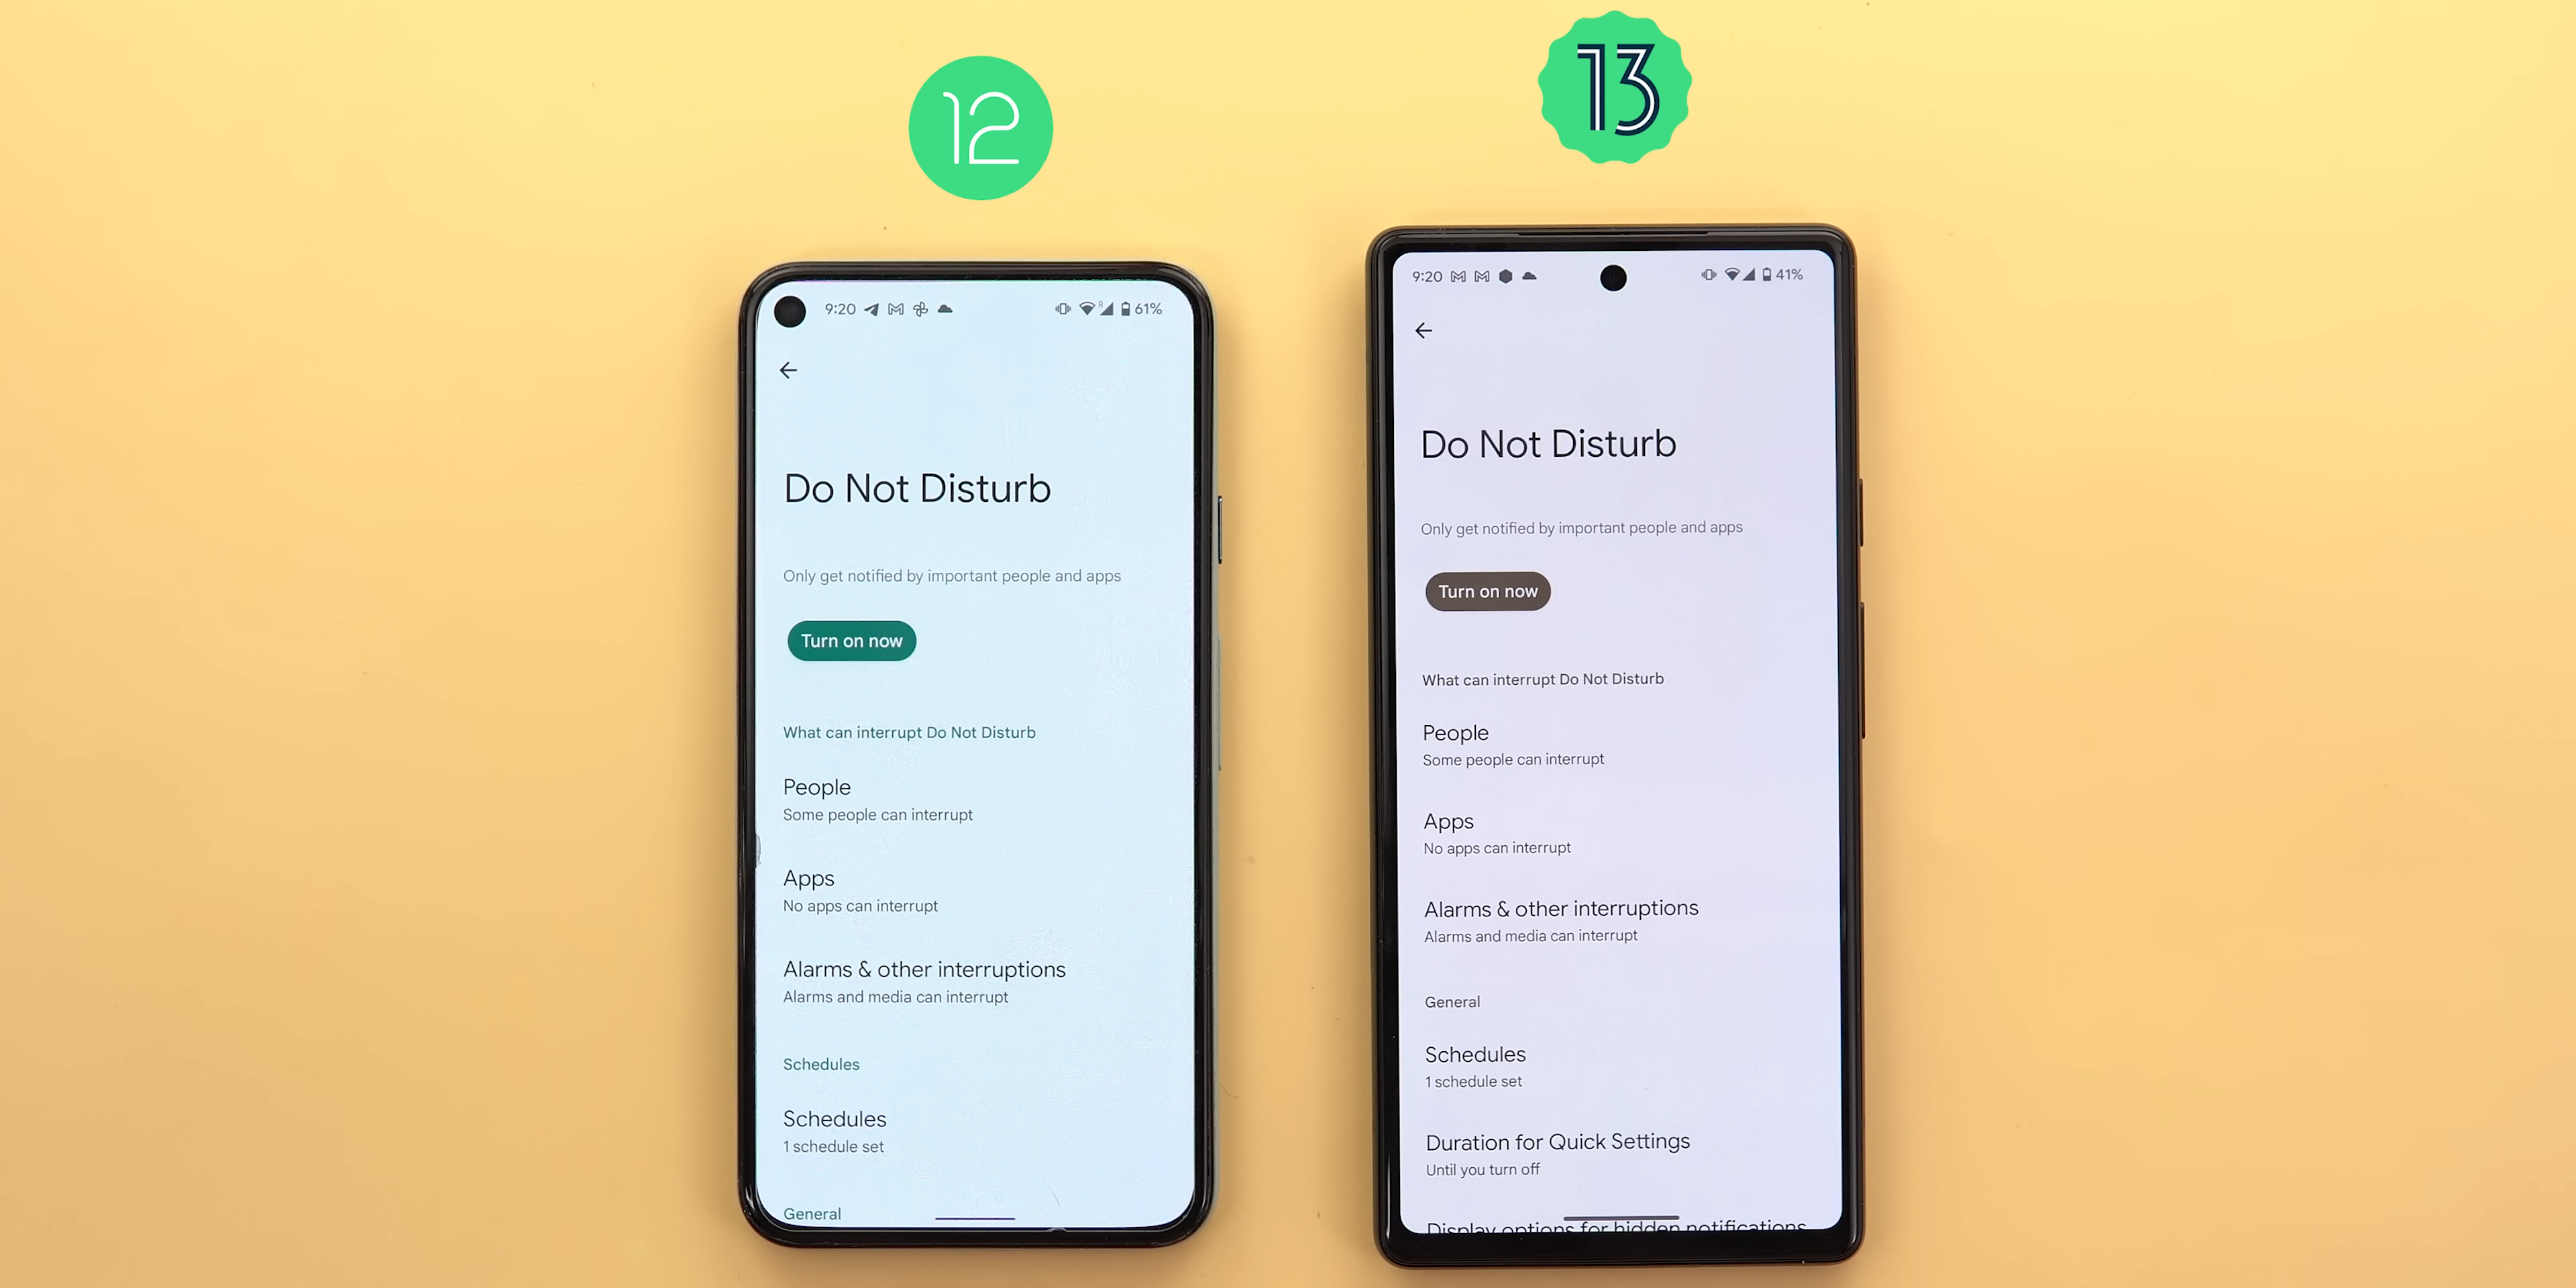 12
13
9:20 61%
Do Not Disturb
Only get notified by important people and apps
Turn on now
What can interrupt Do Not Disturb
People
Some people can interrupt
Apps
No apps can interrupt
Alarms & other interruptions
Alarms and media can interrupt
Schedules
Schedules
1 schedule set
General
9:20 41%
Do Not Disturb
Only get notified by important people and apps
Turn on now
What can interrupt Do Not Disturb
People
Some people can interrupt
Apps
No apps can interrupt
Alarms & other interruptions
Alarms and media can interrupt
General
Schedules
1 schedule set
Duration for Quick Settings
Until you turn off
Display options for hidden notifications